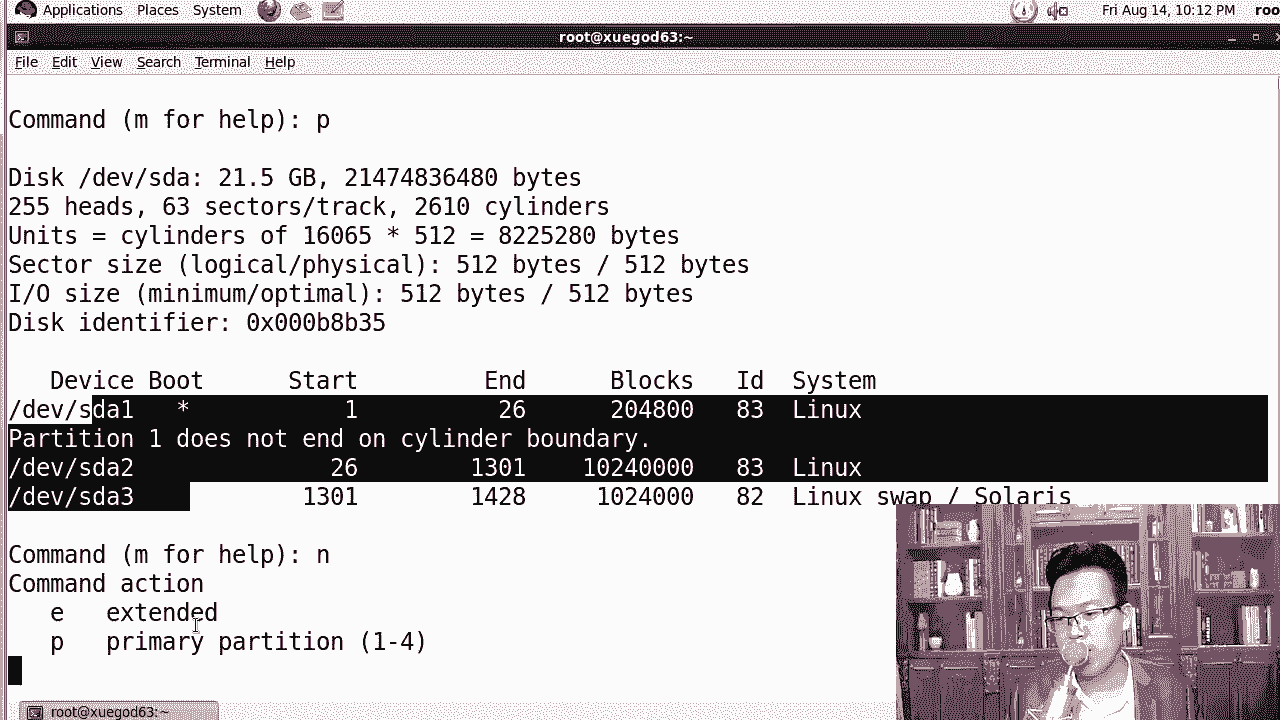 Applications Places System Fri Aug 14, 10:12 PM roo
root@xuegod63:~
File Edit View Search Terminal Help
Command (m for help): p
Disk /dev/sda: 21.5 GB, 21474836480 bytes
255 heads, 63 sectors/track, 2610 cylinders
Units = cylinders of 16065 * 512 = 8225280 bytes
Sector size (logical/physical): 512 bytes / 512 bytes
I/O size (minimum/optimal): 512 bytes / 512 bytes
Disk identifier: 0x000b8b35
Device Boot Start End Blocks Id System
/dev/sda1 * 1 26 204800 83 Linux
Partition 1 does not end on cylinder boundary.
/dev/sda2 26 1301 10240000 83 Linux
/dev/sda3 1301 1428 1024000 82 Linux swap / Solaris
Command (m for help): n
Command action
e extended
p primary partition (1-4)
root@xuegod63:~